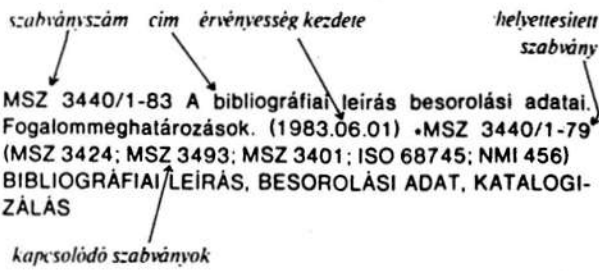 szabványszám cím érvényesség kezdete helyettesített
szabvány
MSZ 3440/1-83 A bibliográfiai leírás besorolási adatai.
Fogalommeghatározások. (1983.06.01) •MSZ 3440/1-79
(MSZ 3424; MSZ 3493; MSZ 3401; ISO 68745; NMI 456)
BIBLIOGRÁFIAI LEÍRÁS, BESOROLÁSI ADAT, KATALOGI-
ZÁLÁS
kapcsolódó szabványok